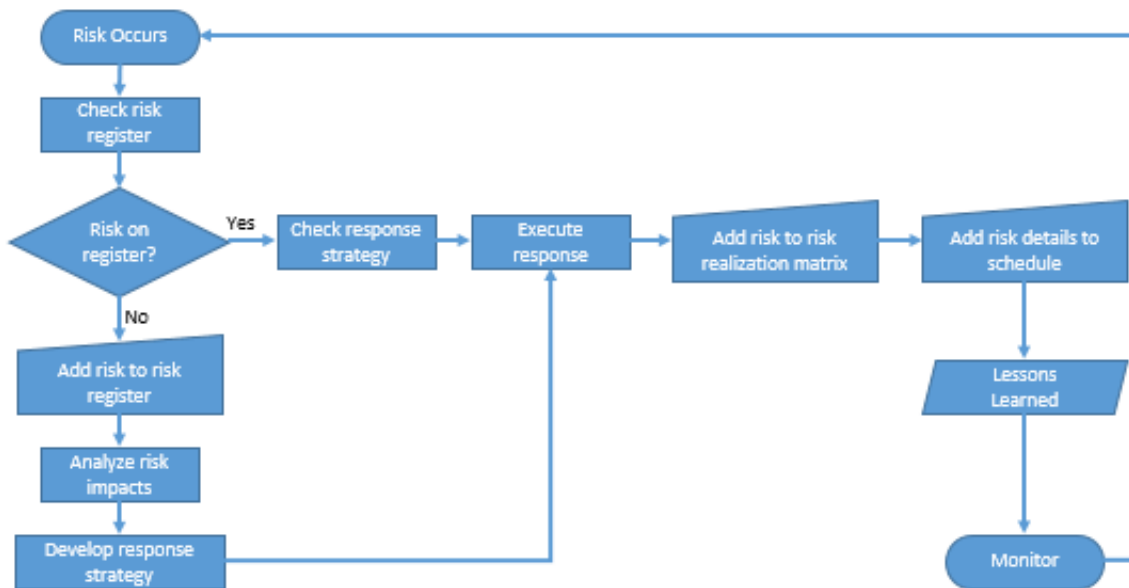 Risk Occurs
Check risk
register
Risk on
register?
Yes
Check response
strategy
Execute
response
Add risk to risk
realization matrix
Add risk details to
schedule
No
Add risk to risk
register
Lessons
Learned
Analyze risk
impacts
Develop response
strategy
Monitor